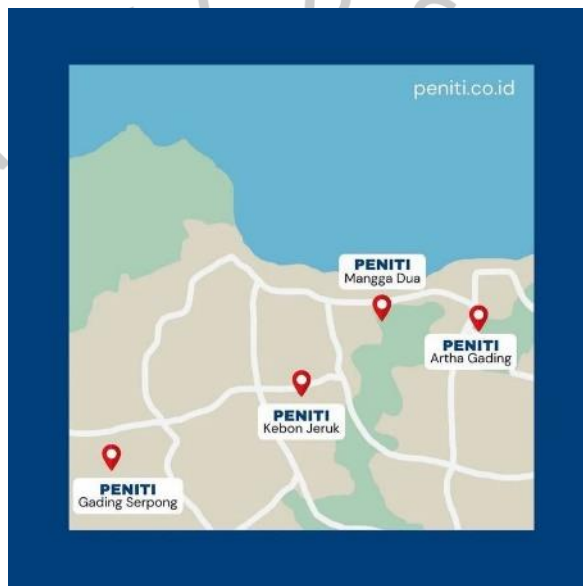 peniti.co.id
PENITI
Mangga Dua
PENITI
Artha Gading
PENITI
Kebon Jeruk
PENITI
Gading Serpong